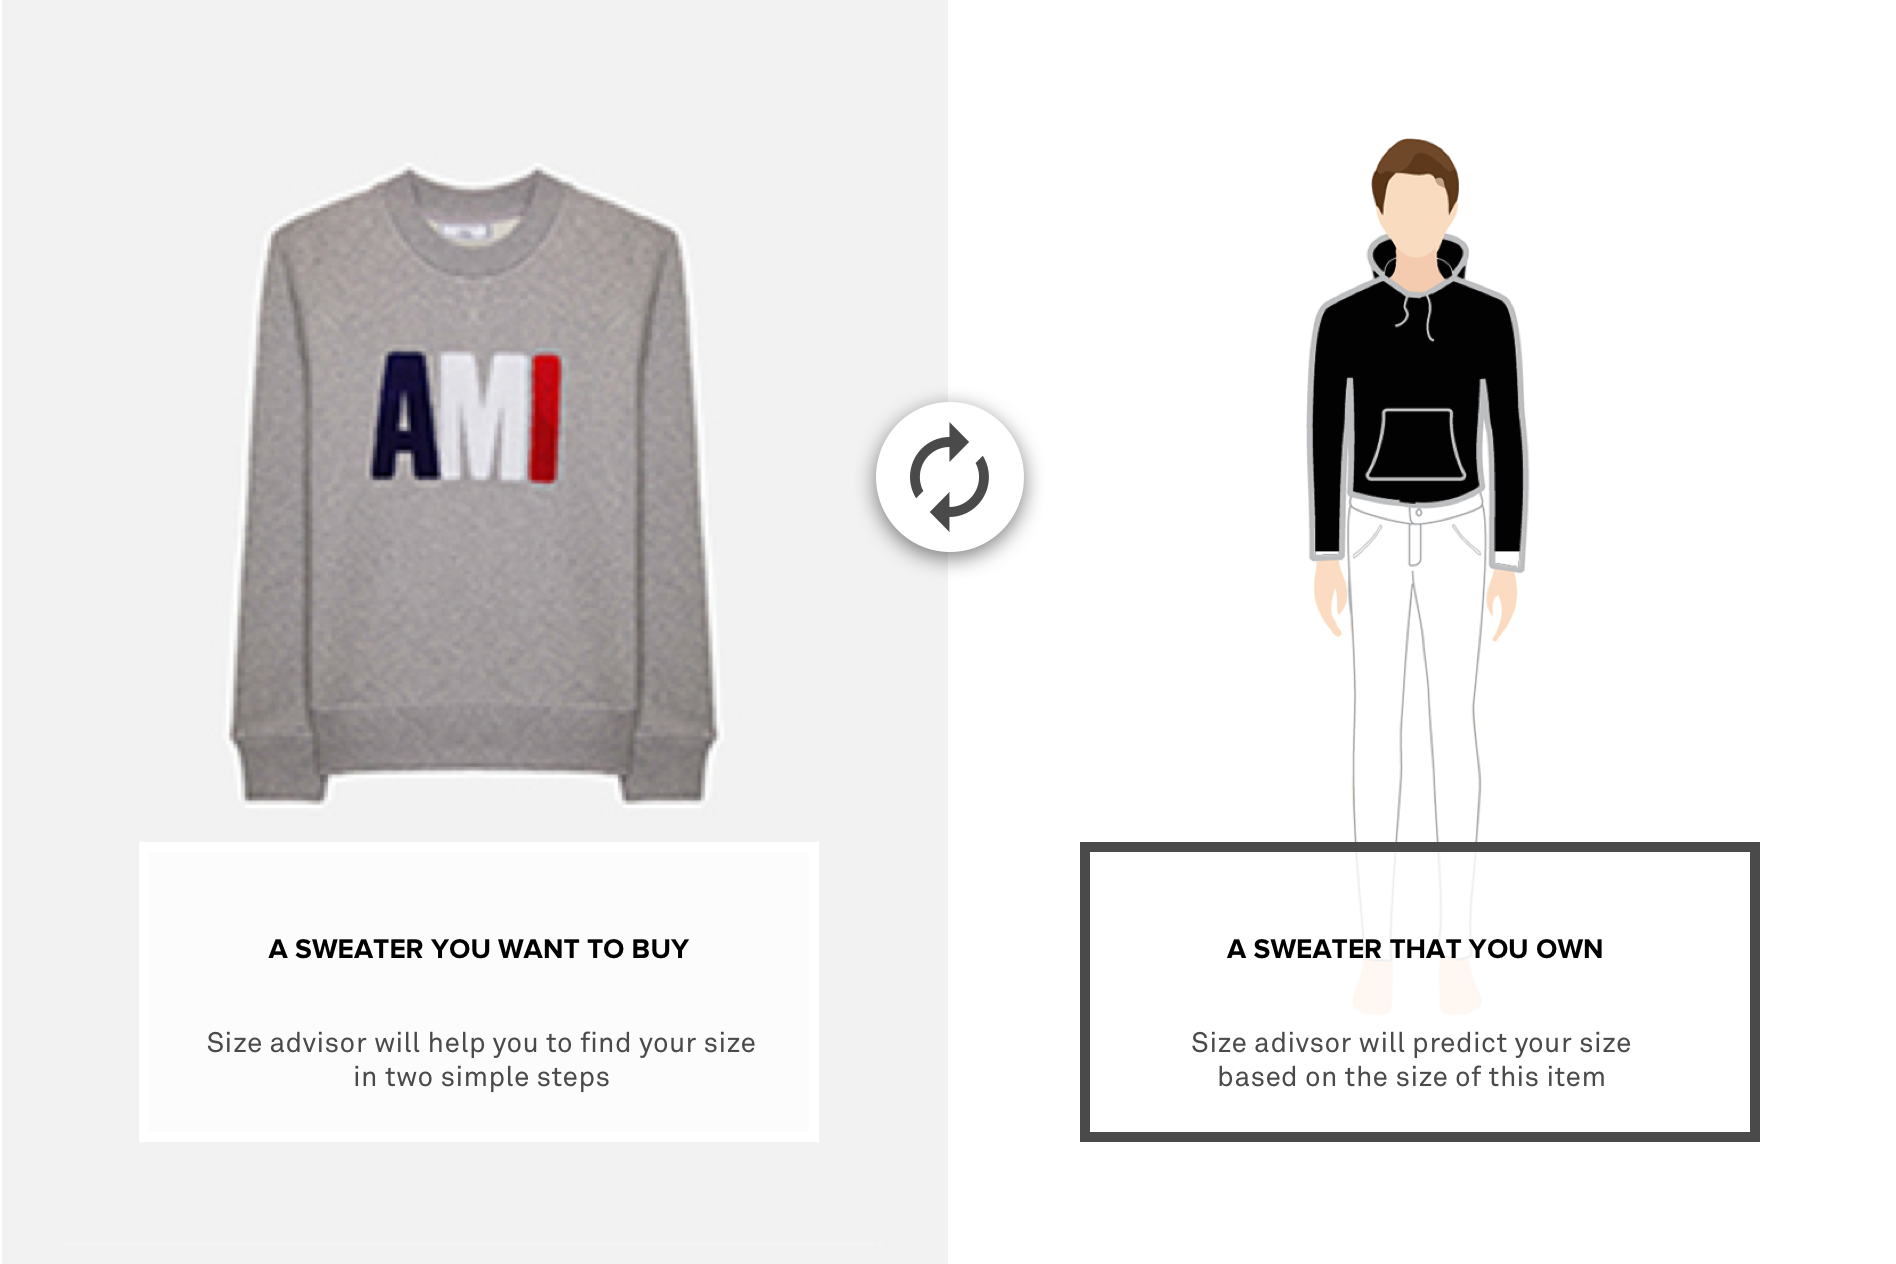 AMI
A SWEATER YOU WANT TO BUY
Size advisor will help you to find your size
in two simple steps
A SWEATER THAT YOU OWN
Size adivsor will predict your size
based on the size of this item